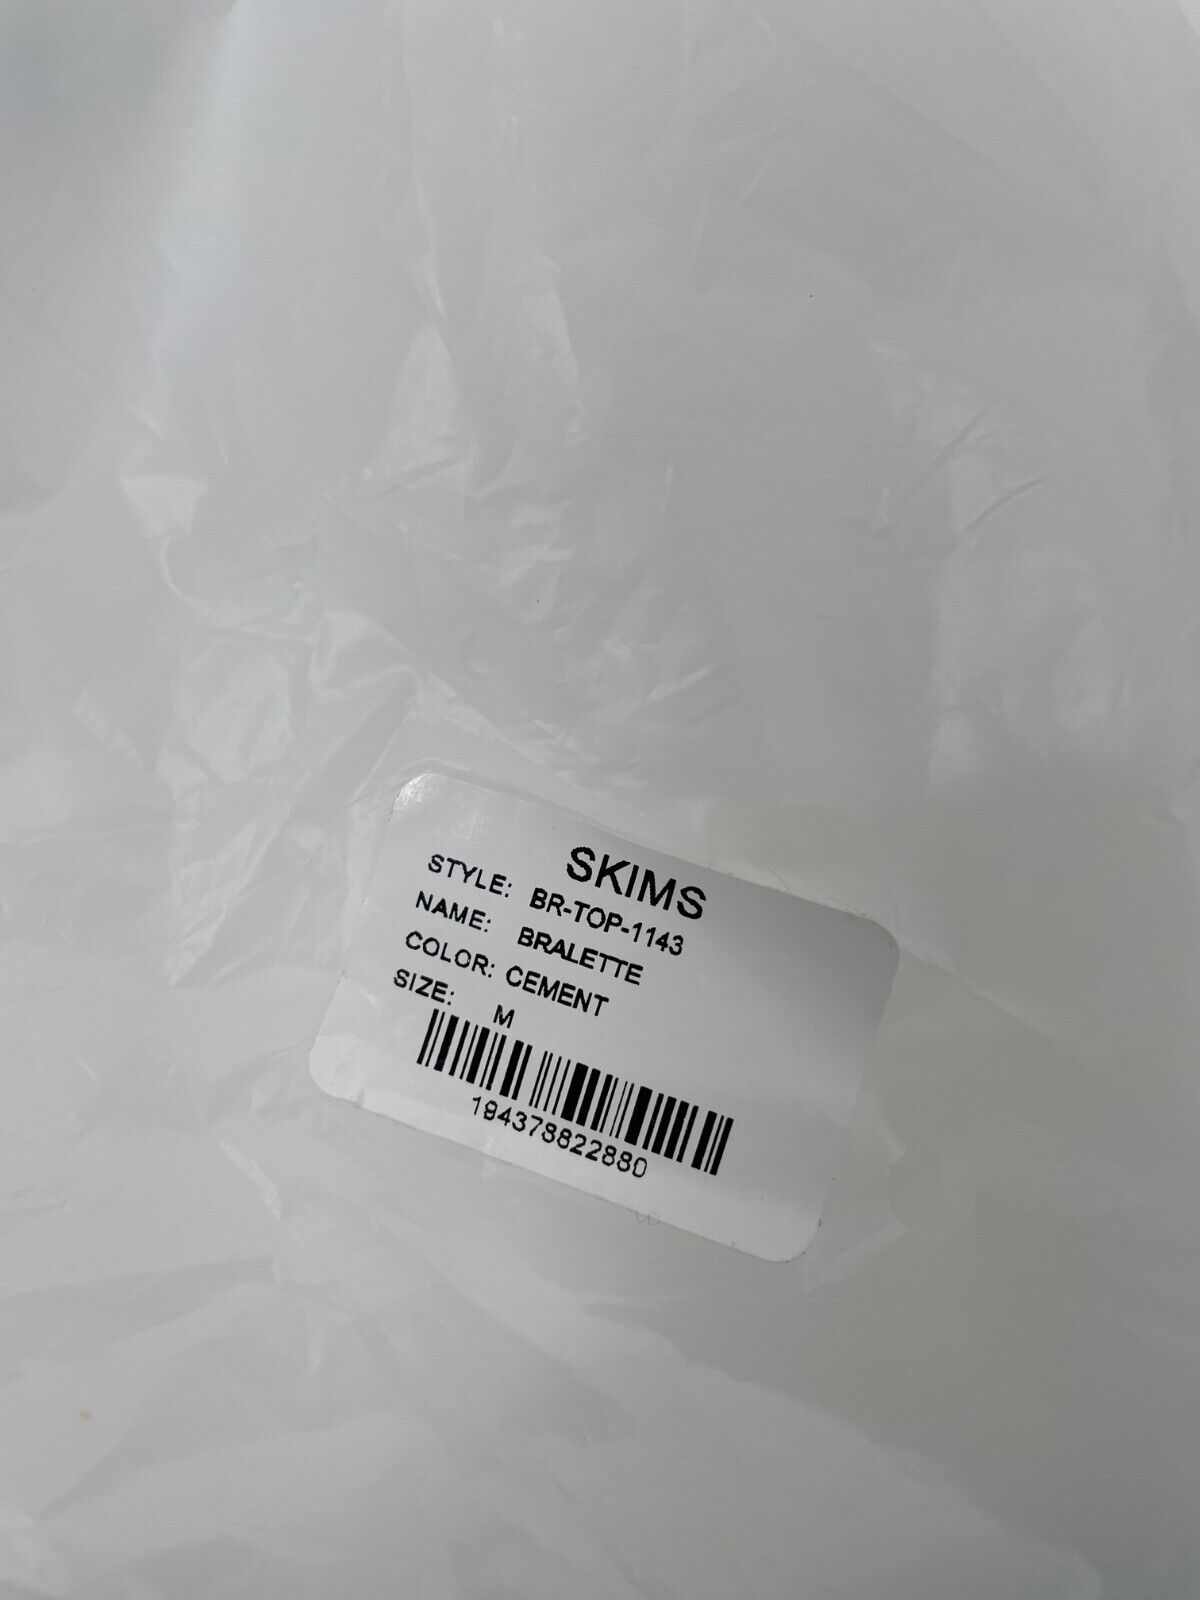 SKIMS
STYLE: BR-TOP-1143
NAME: BRALETTE
COLOR: CEMENT
SIZE: M
194378822880